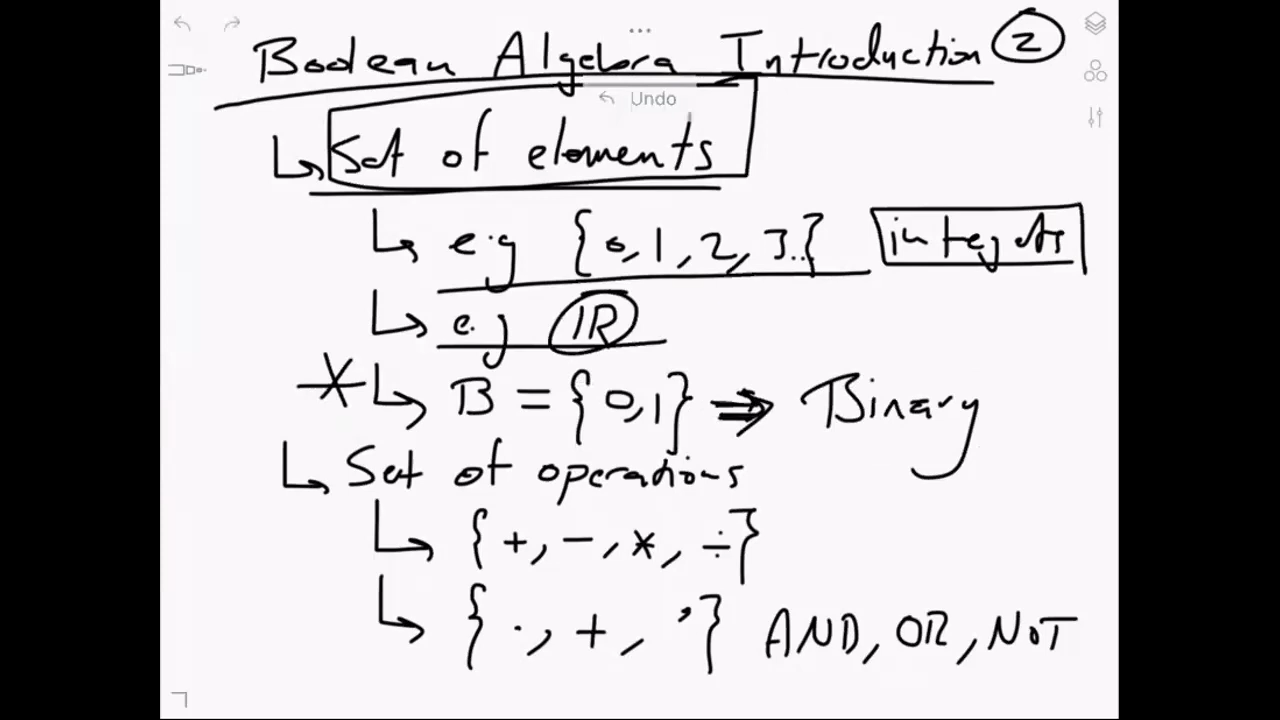 Boolean Algebra Introduction 2
Undo
↳ Set of elements
↳ e.g {0, 1, 2, 3..} integers
↳ e.g ℝ
* ↳ B = {0,1} ⇒ Binary
↳ Set of operations
↳ {+, -, *, ÷}
↳ {·, +, '} AND, OR, NOT